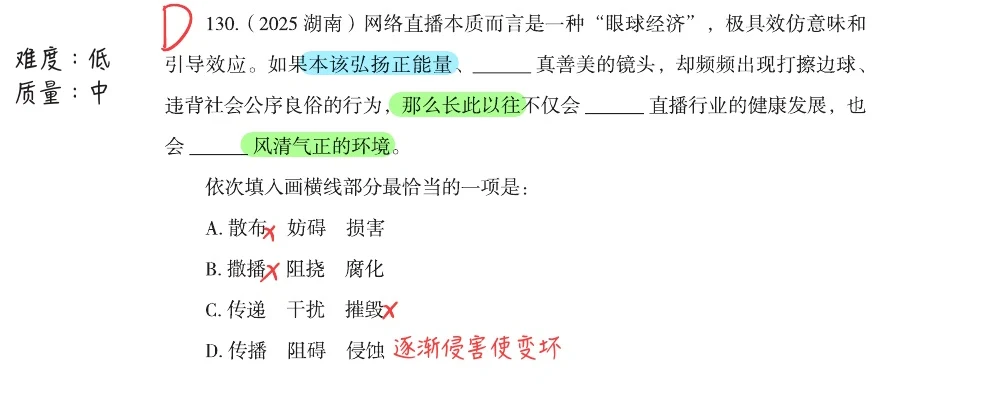 D 130.(2025 湖南)网络直播本质而言是一种“眼球经济”，极具效仿意味和
难度：低
引导效应。如果本该弘扬正能量、______ 真善美的镜头，却频频出现打擦边球、
质量：中
违背社会公序良俗的行为，那么长此以往不仅会 ______ 直播行业的健康发展，也
会 ______ 风清气正的环境。
依次填入画横线部分最恰当的一项是：
A. 散布× 妨碍 损害
B. 撒播× 阻挠 腐化
C. 传递 干扰 摧毁×
D. 传播 阻碍 侵蚀 逐渐侵害使变坏